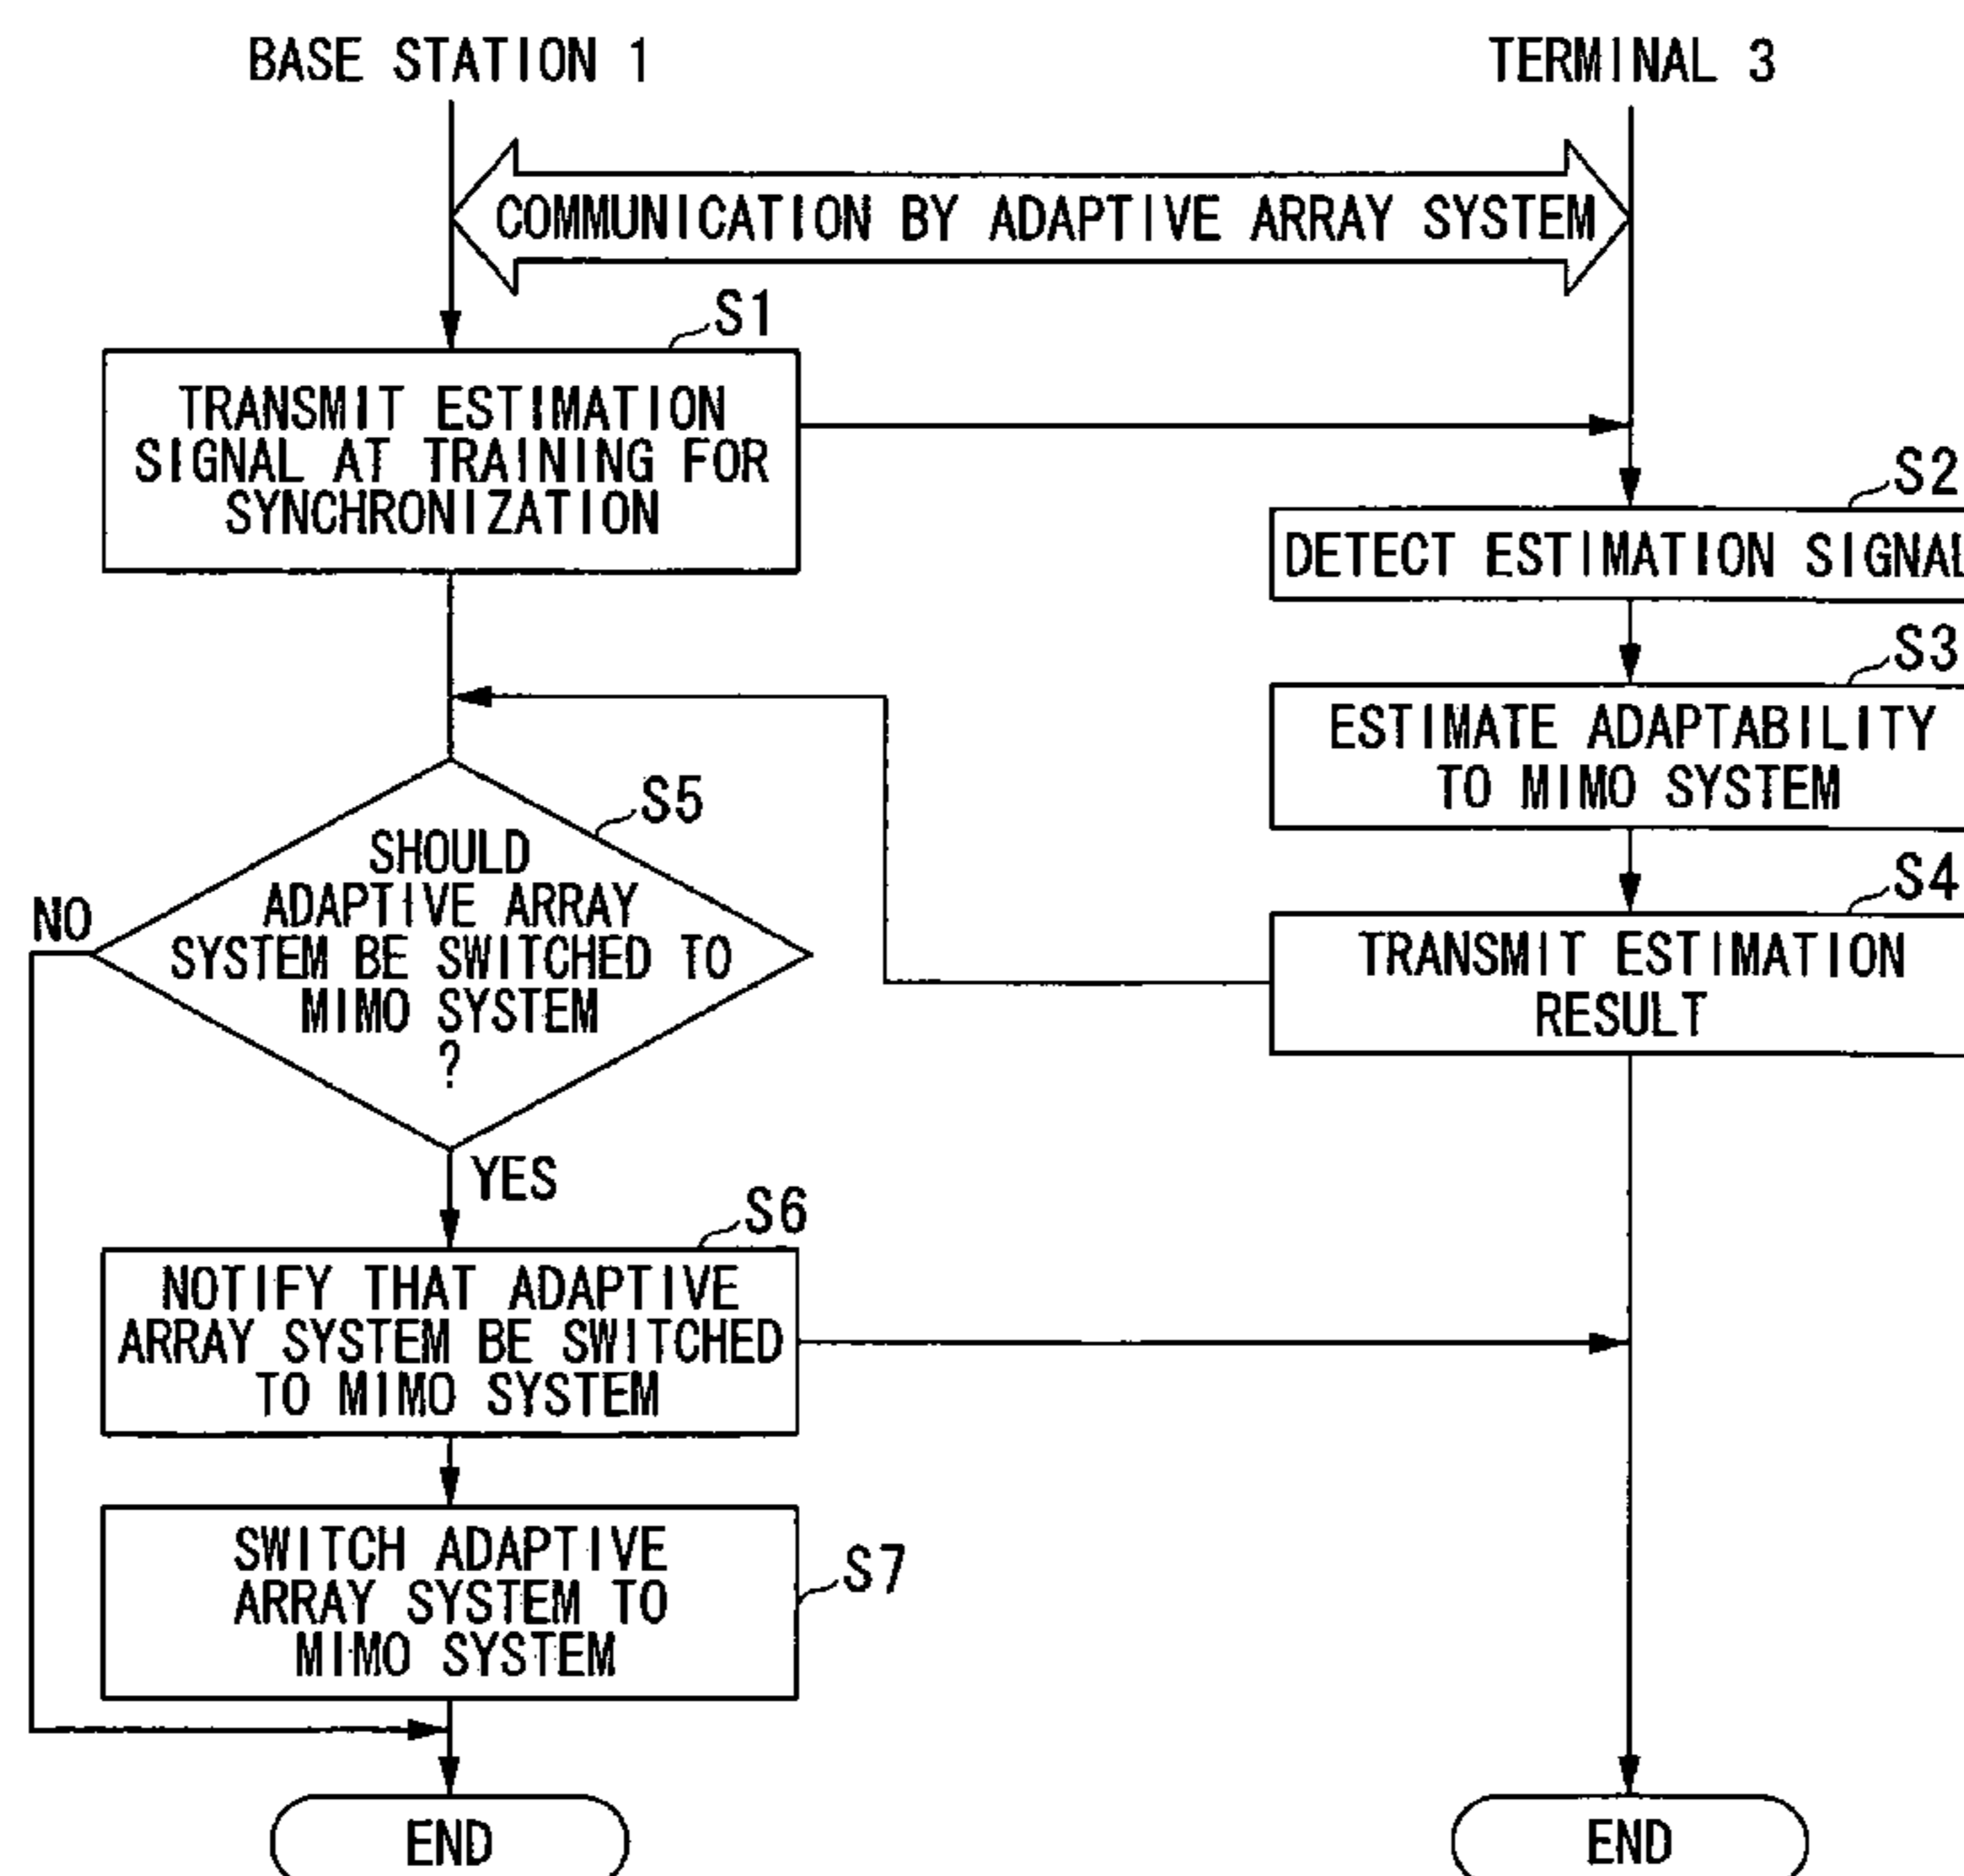 BASE STATION 1
TERMINAL 3
COMMUNICATION BY ADAPTIVE ARRAY SYSTEM
S1
TRANSMIT ESTIMATION
SIGNAL AT TRAINING FOR
SYNCHRONIZATION
S2
DETECT ESTIMATION SIGNAL
S3
ESTIMATE ADAPTABILITY
TO MIMO SYSTEM
S4
TRANSMIT ESTIMATION
RESULT
S5
SHOULD
ADAPTIVE ARRAY
SYSTEM BE SWITCHED TO
MIMO SYSTEM
?
NO
YES
S6
NOTIFY THAT ADAPTIVE
ARRAY SYSTEM BE SWITCHED
TO MIMO SYSTEM
S7
SWITCH ADAPTIVE
ARRAY SYSTEM TO
MIMO SYSTEM
END
END